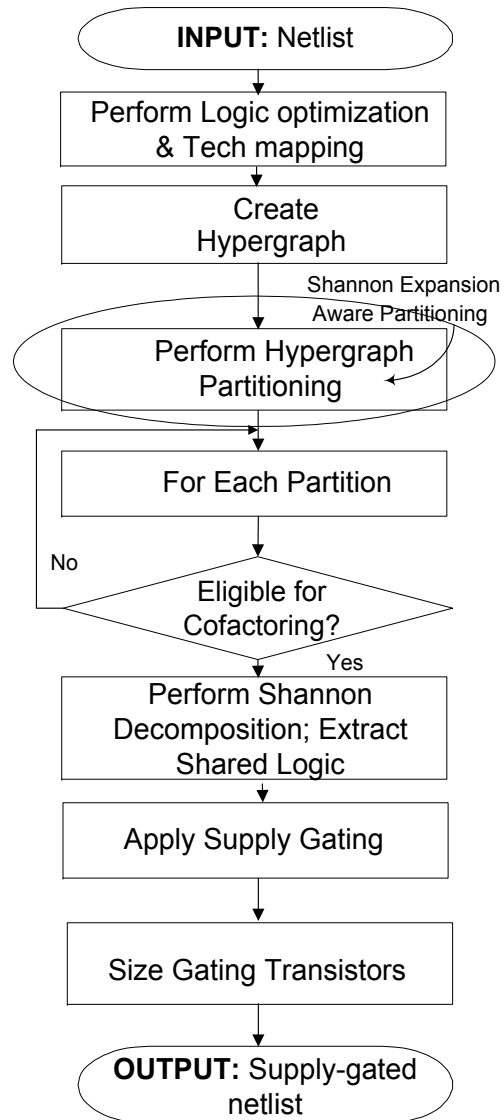 INPUT: Netlist
Perform Logic optimization
& Tech mapping
Create
Hypergraph
Shannon Expansion
Aware Partitioning
Perform Hypergraph
Partitioning
For Each Partition
No
Eligible for
Cofactoring?
Yes
Perform Shannon
Decomposition; Extract
Shared Logic
Apply Supply Gating
Size Gating Transistors
OUTPUT: Supply-gated
netlist